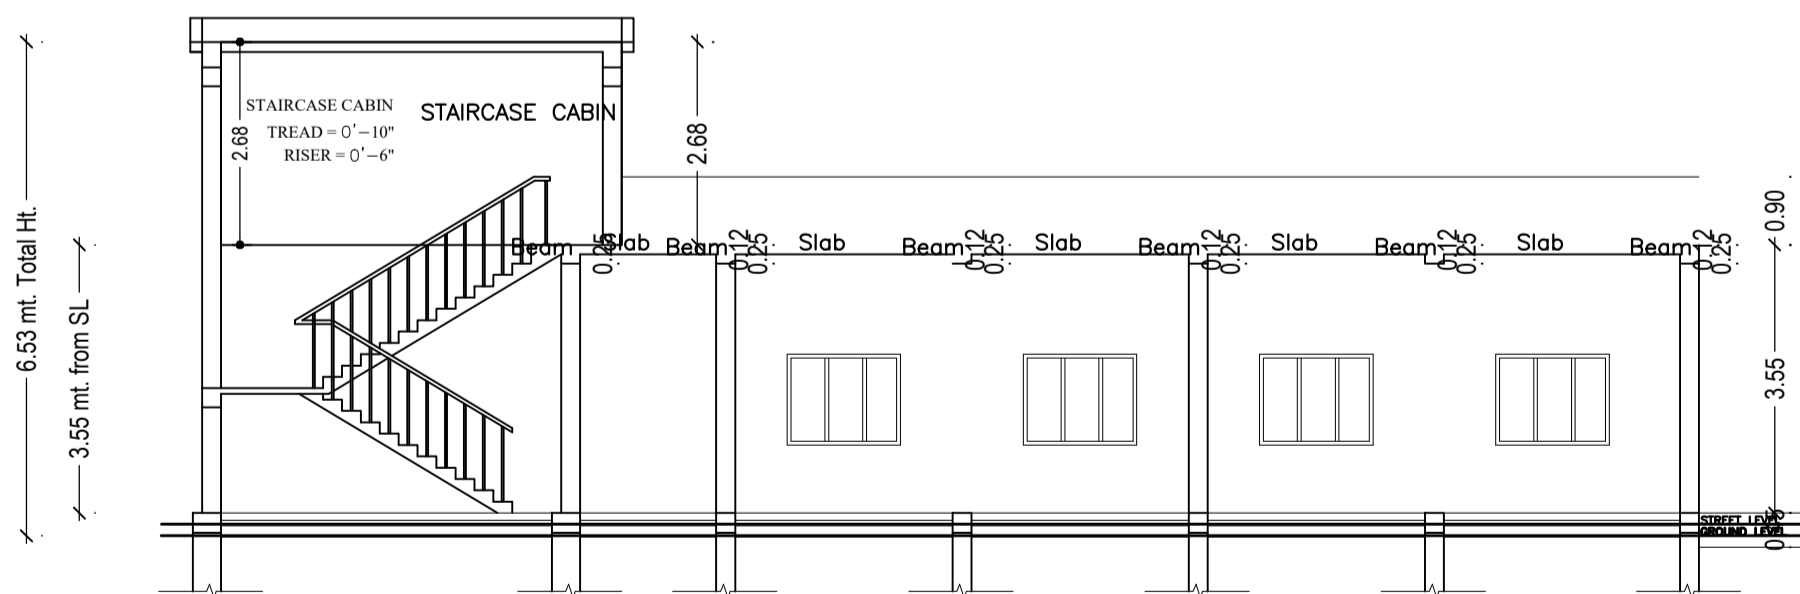 6.53 mt. Total Ht.
3.55 mt. from SL
2.68
STAIRCASE CABIN
TREAD = 0'-10"
RISER = 0'-6"
STAIRCASE CABIN
2.68
Beam
0.25
Slab
Beam
0.12
0.25
Slab
Beam
0.12
0.25
Slab
Beam
0.12
0.25
Slab
Beam
0.12
0.25
Slab
Beam
0.12
0.25
0.90
3.55
STREET LEVEL
GROUND LEVEL